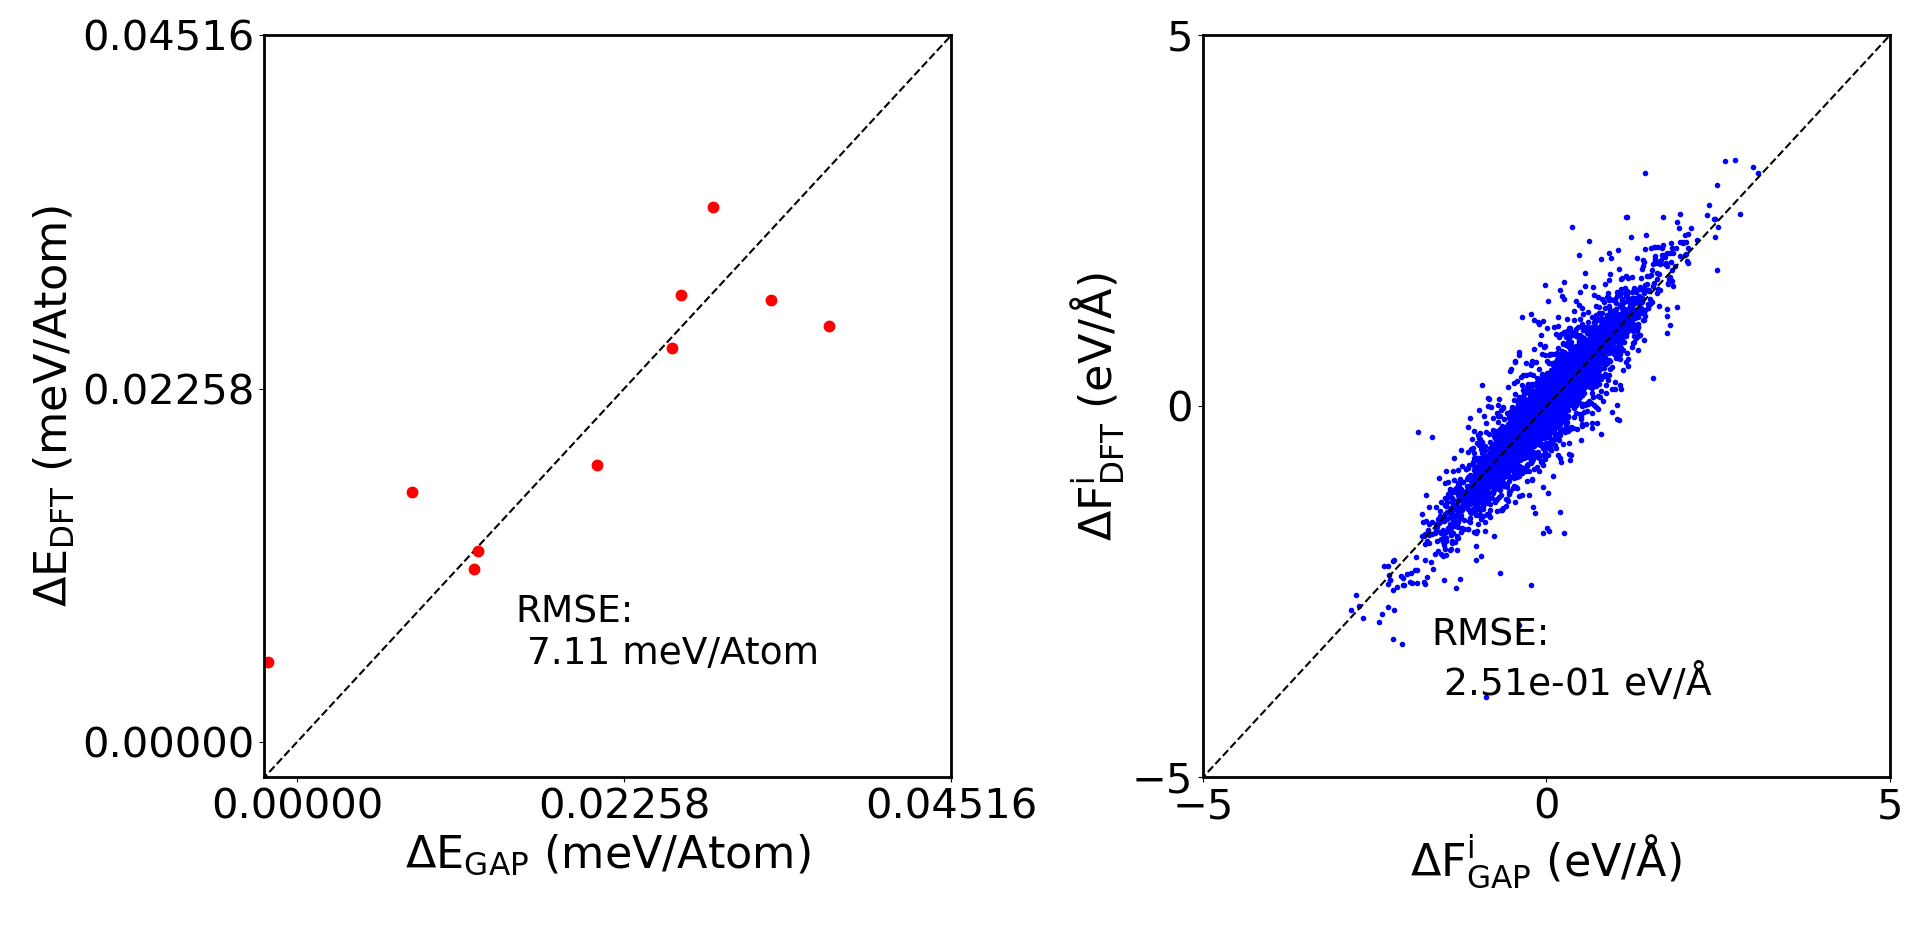 0.04516
0.02258
0.00000
ΔE_DFT (meV/Atom)
RMSE:
7.11 meV/Atom
0.00000 0.02258 0.04516
ΔE_GAP (meV/Atom)
5
0
−5
ΔF^i_DFT (eV/Å)
RMSE:
2.51e-01 eV/Å
−5 0 5
ΔF^i_GAP (eV/Å)